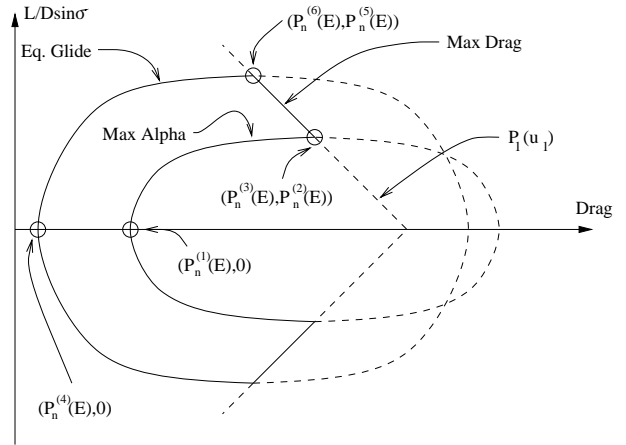 L/Dsinσ
(P_n^(6)(E),P_n^(5)(E))
Eq. Glide
Max Drag
Max Alpha
P_l(u_l)
(P_n^(3)(E),P_n^(2)(E))
Drag
(P_n^(1)(E),0)
(P_n^(4)(E),0)